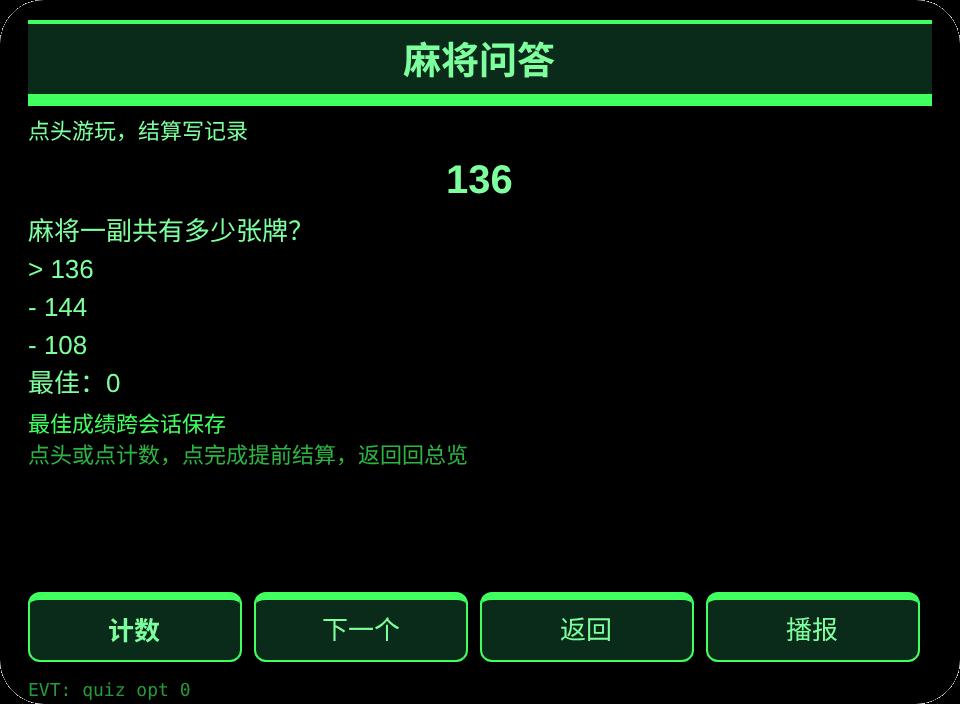 麻将问答
点头游玩，结算写记录
136
麻将一副共有多少张牌?
> 136
- 144
- 108
最佳：0
最佳成绩跨会话保存
点头或点计数，点完成提前结算，返回回总览
计数
下一个
返回
播报
EVT: quiz opt 0